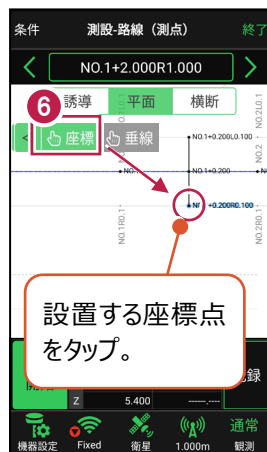 条件 測設-路線（測点） 終了
NO.1+2.000R1.000
誘導 平面 横断
6
座標 垂線
NO.1+0.200L0.100
NO.1+0.200
+0.200R0.100
NO.1R0.1
NO.2L0.1
NO.2
NO.2R0.1
設置する座標点
をタップ。
録
Z 5.400 -----.----
機器設定 Fixed 衛星 1.000m 通常
観測